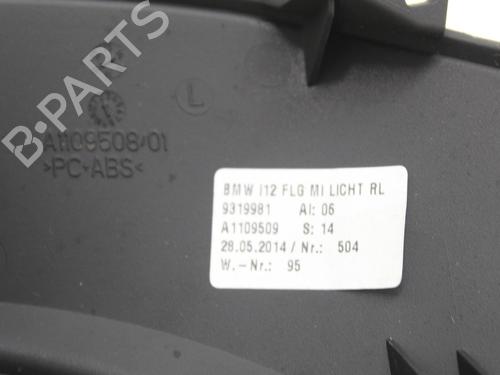 L
A1109508/01
>PC+ABS<
BMW I12 FLG MI LICHT RL
9319981 AI: 06
A1109509 S: 14
28.05.2014 / Nr.: 504
W.-Nr.: 95
B-PARTS